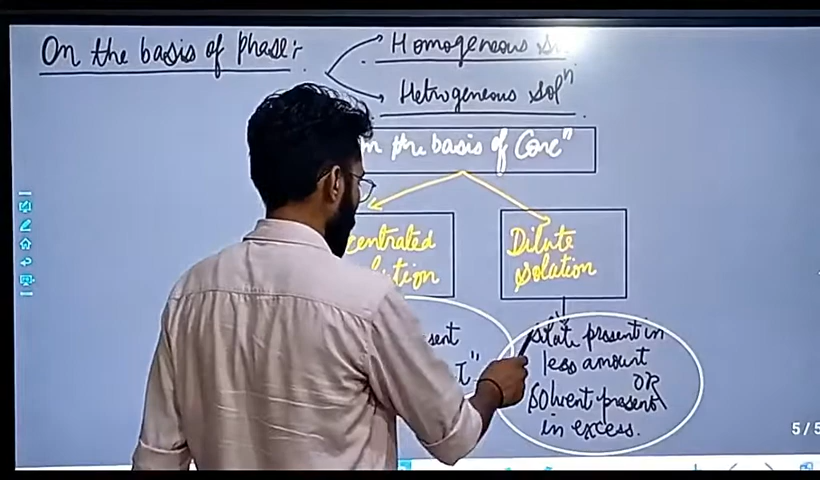 On the basis of Phase:-
Homogeneous
Hetrogeneous Solⁿ
the basis of Concⁿ
centrated
Dilute
Solution
Solute present in
less amount
OR
Solvent present
in excess.
5/5